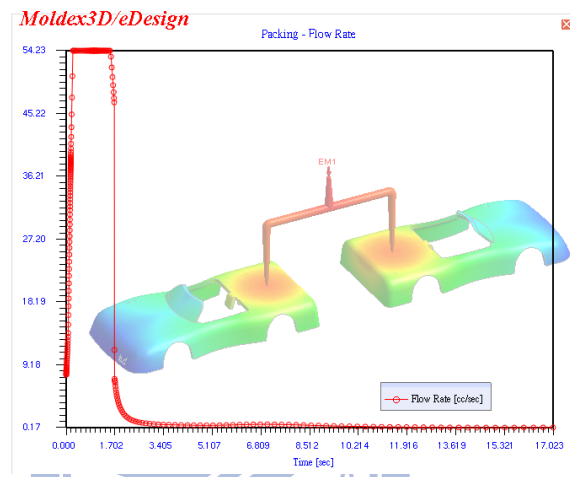 Moldex3D/eDesign
Packing - Flow Rate
54.23
45.22
36.21
27.20
18.19
9.18
0.17
EM1
Flow Rate [cc/sec]
0.000 1.702 3.405 5.107 6.809 8.512 10.214 11.916 13.619 15.321 17.023
Time [sec]